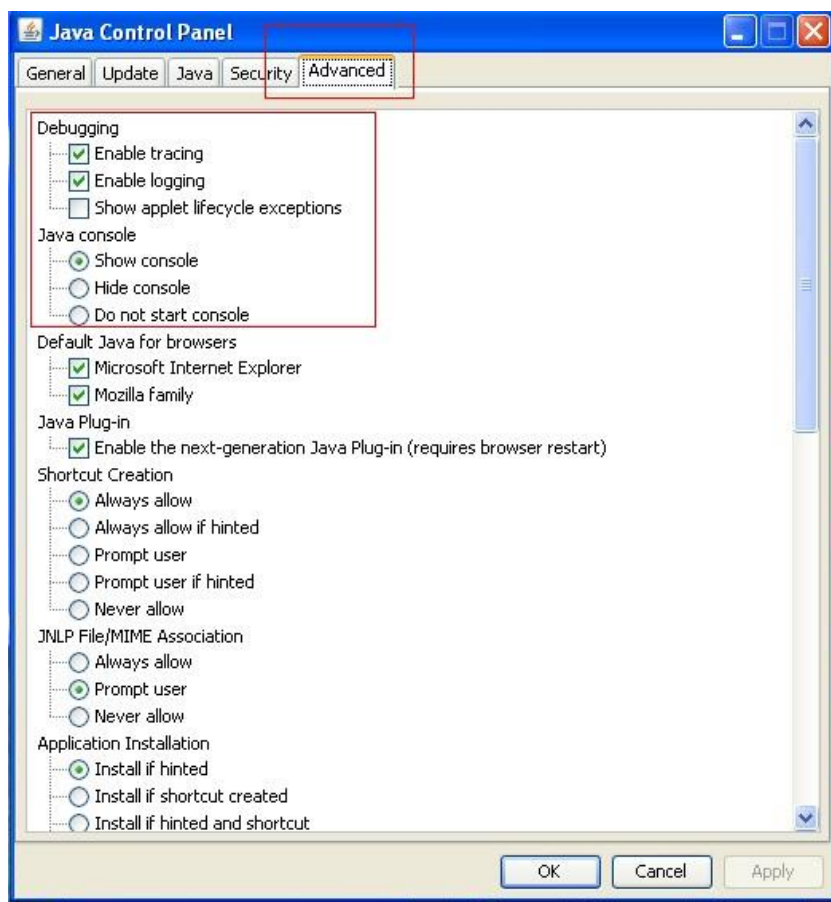 Java Control Panel
General Update Java Security Advanced
Debugging
Enable tracing
Enable logging
Show applet lifecycle exceptions
Java console
Show console
Hide console
Do not start console
Default Java for browsers
Microsoft Internet Explorer
Mozilla family
Java Plug-in
Enable the next-generation Java Plug-in (requires browser restart)
Shortcut Creation
Always allow
Always allow if hinted
Prompt user
Prompt user if hinted
Never allow
JNLP File/MIME Association
Always allow
Prompt user
Never allow
Application Installation
Install if hinted
Install if shortcut created
Install if hinted and shortcut
OK Cancel Apply